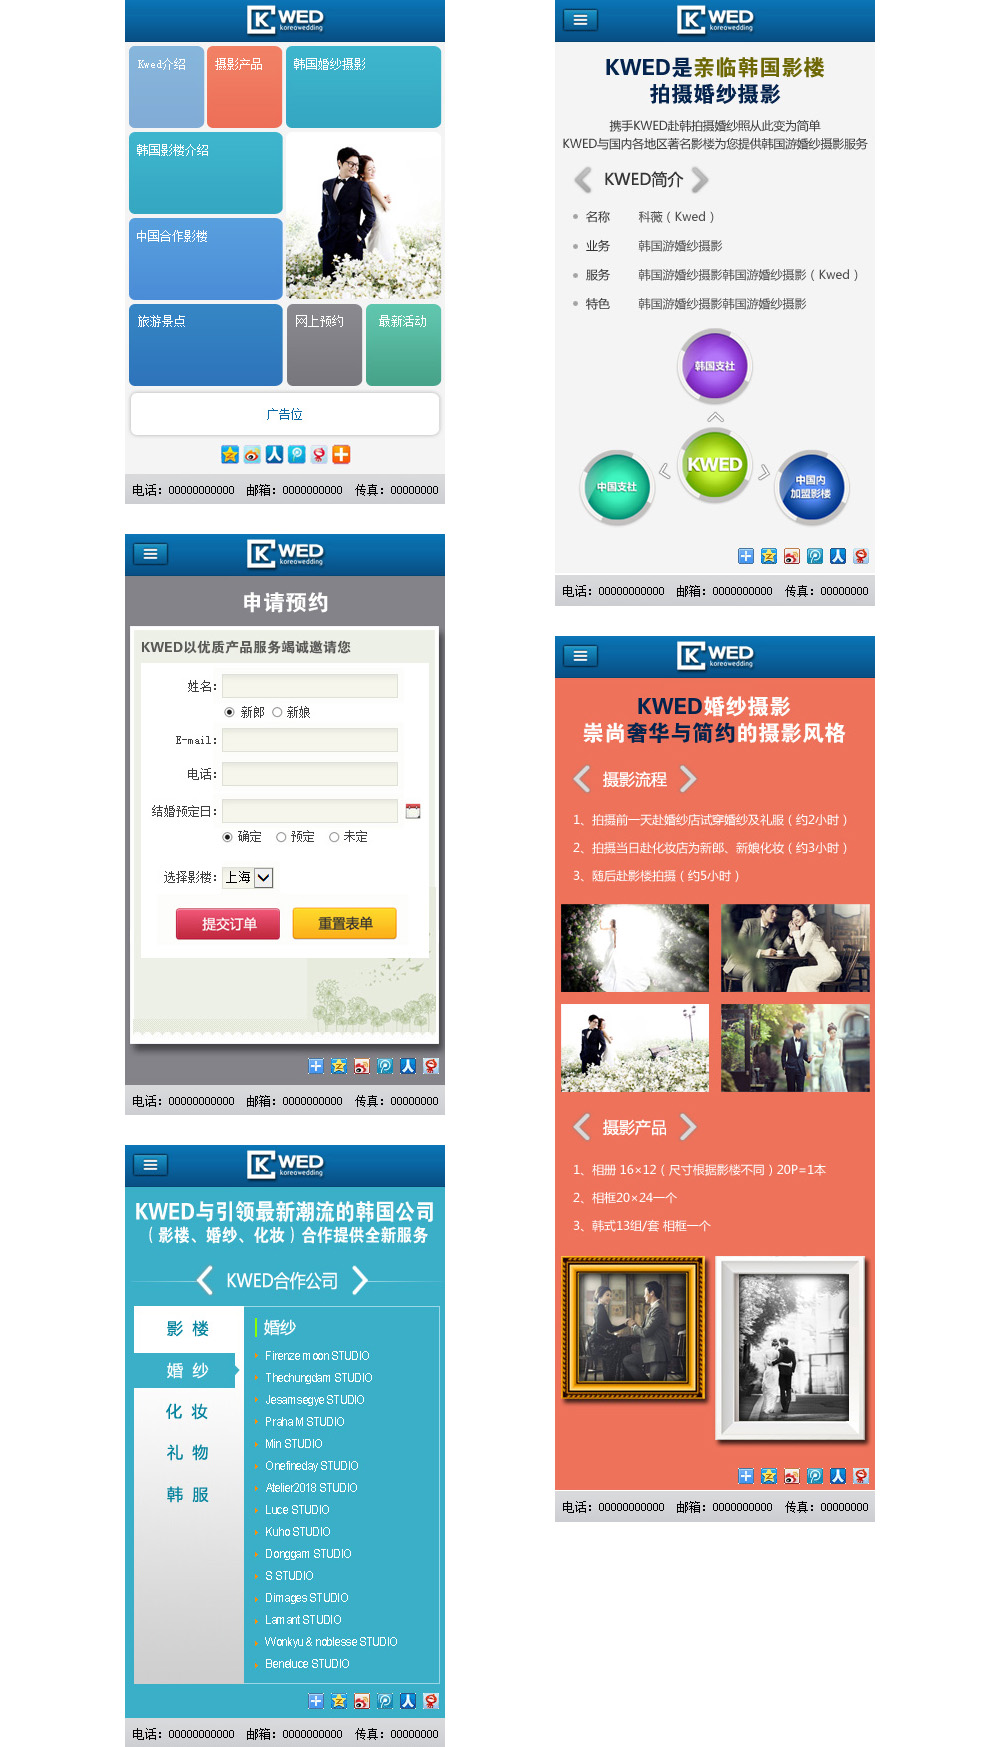 KWED
koreawedding
Kwed介绍
摄影产品
韩国婚纱摄影
韩国影楼介绍
中国合作影楼
旅游景点
网上预约
最新活动
广告位
电话：00000000000 邮箱：0000000000 传真：00000000
KWED
koreawedding
申请预约
KWED以优质产品服务竭诚邀请您
姓名：
新郎 新娘
E-mail：
电话：
结婚预定日：
确定 预定 未定
选择影楼：上海
提交订单 重置表单
电话：00000000000 邮箱：0000000000 传真：00000000
KWED
koreawedding
KWED与引领最新潮流的韩国公司
（影楼、婚纱、化妆）合作提供全新服务
KWED合作公司
影 楼
婚 纱
化 妆
礼 物
韩 服
婚纱
Firenze moon STUDIO
Thechungdam STUDIO
Jesamsegye STUDIO
Praha M STUDIO
Min STUDIO
Onefineday STUDIO
Atelier2018 STUDIO
Luce STUDIO
Kuho STUDIO
Donggam STUDIO
S STUDIO
Dimages STUDIO
Lamant STUDIO
Wonkyu & noblesse STUDIO
Beneluce STUDIO
电话：00000000000 邮箱：0000000000 传真：00000000
KWED
koreawedding
KWED是亲临韩国影楼
拍摄婚纱摄影
携手KWED赴韩拍摄婚纱照从此变为简单
KWED与国内各地区著名影楼为您提供韩国游婚纱摄影服务
KWED简介
名称 科薇（Kwed）
业务 韩国游婚纱摄影
服务 韩国游婚纱摄影韩国游婚纱摄影（Kwed）
特色 韩国游婚纱摄影韩国游婚纱摄影
韩国支社
KWED
中国支社
中国内
加盟影楼
电话：00000000000 邮箱：0000000000 传真：00000000
KWED
koreawedding
KWED婚纱摄影
崇尚奢华与简约的摄影风格
摄影流程
1、拍摄前一天赴婚纱店试穿婚纱及礼服（约2小时）
2、拍摄当日赴化妆店为新郎、新娘化妆（约3小时）
3、随后赴影楼拍摄（约5小时）
摄影产品
1、相册 16×12（尺寸根据影楼不同）20P=1本
2、相框20×24一个
3、韩式13组/套 相框一个
电话：00000000000 邮箱：0000000000 传真：00000000